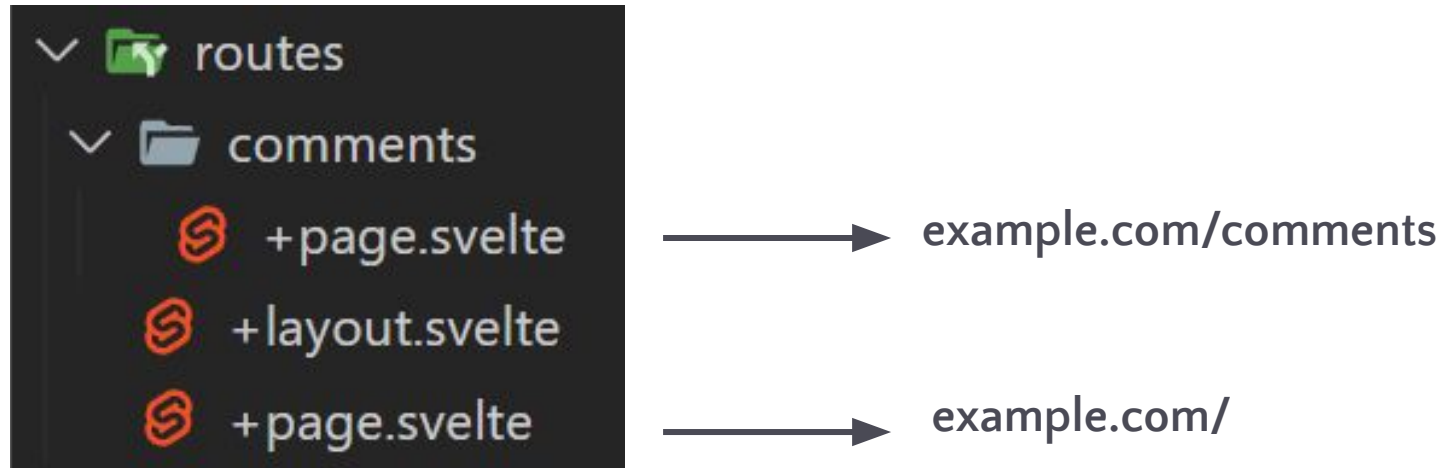 routes
comments
+page.svelte
example.com/comments
+layout.svelte
+page.svelte
example.com/